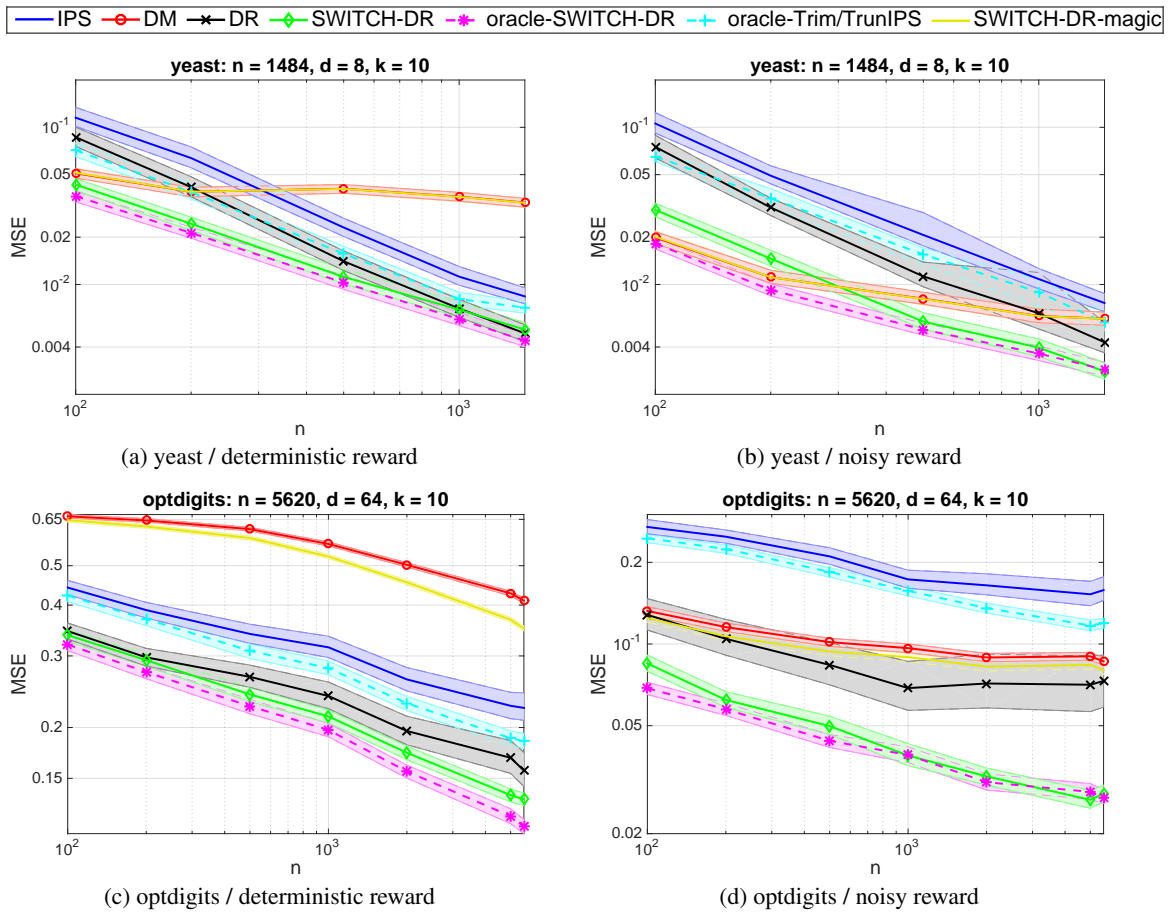 IPS DM DR SWITCH-DR oracle-SWITCH-DR oracle-Trim/TrunIPS SWITCH-DR-magic
yeast: n = 1484, d = 8, k = 10
MSE
10^-1
0.05
0.02
10^-2
0.004
10^2
10^3
n
(a) yeast / deterministic reward
yeast: n = 1484, d = 8, k = 10
MSE
10^-1
0.05
0.02
10^-2
0.004
10^2
10^3
n
(b) yeast / noisy reward
optdigits: n = 5620, d = 64, k = 10
MSE
0.65
0.5
0.4
0.3
0.2
0.15
10^2
10^3
n
(c) optdigits / deterministic reward
optdigits: n = 5620, d = 64, k = 10
MSE
0.2
10^-1
0.05
0.02
10^2
10^3
n
(d) optdigits / noisy reward